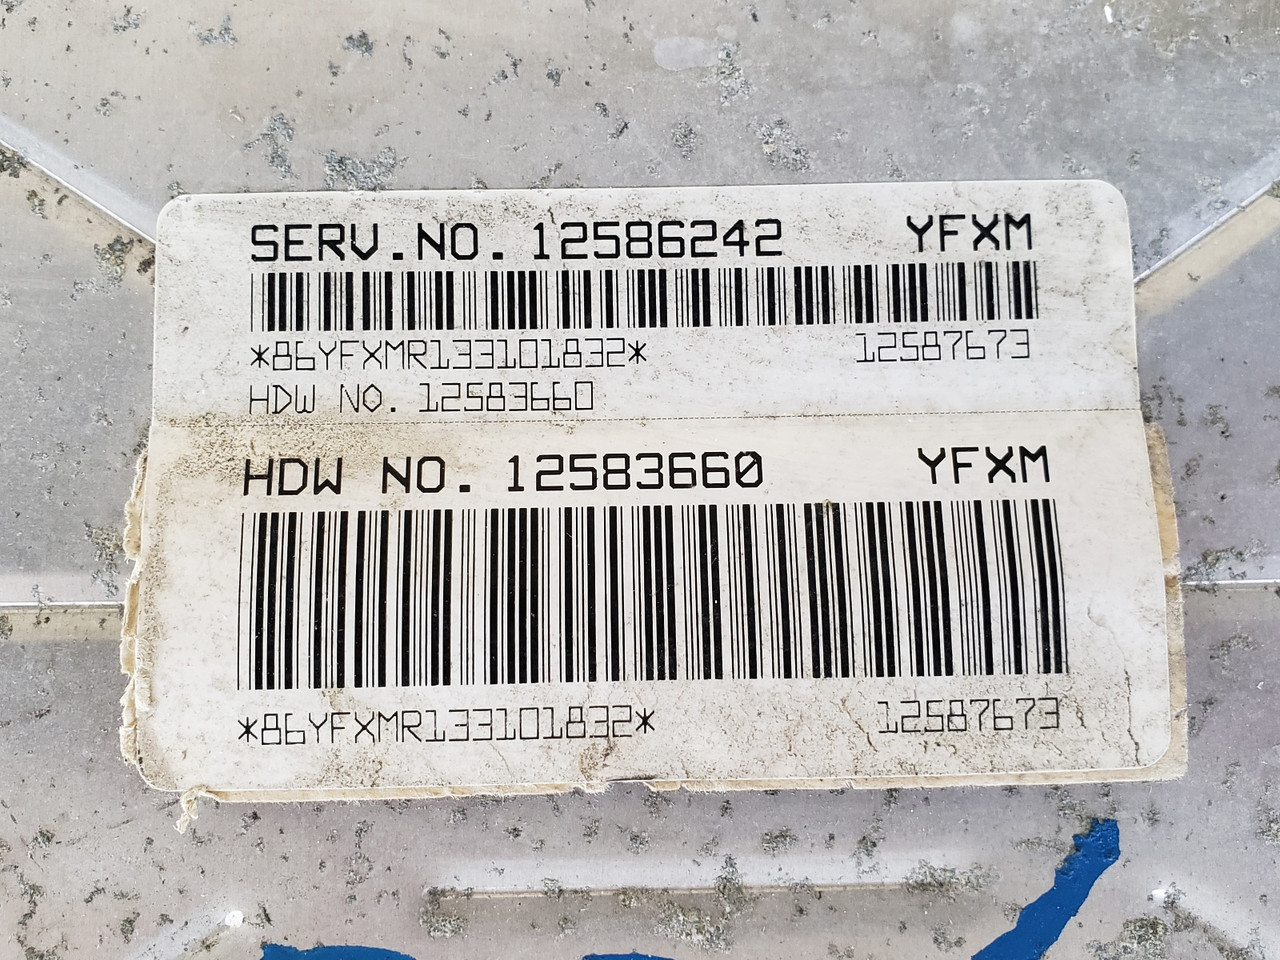 SERV.NO. 12586242 YFXM
*86YFXMR133101832* 12587673
HDW NO. 12583660
HDW NO. 12583660 YFXM
*86YFXMR133101832* 12587673